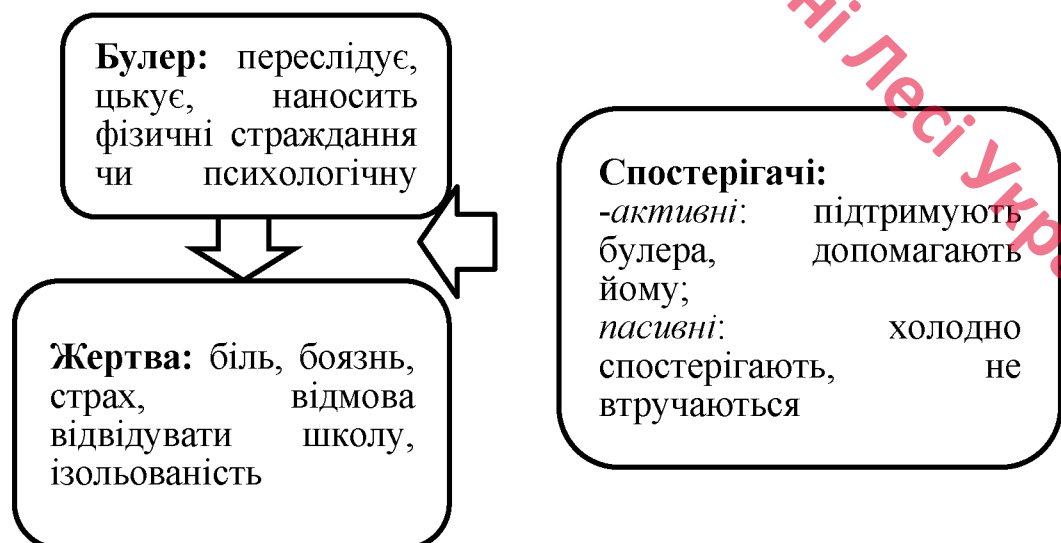 Булер: переслідує,
цькує, наносить
фізичні страждання
чи психологічну
Жертва: біль, боязнь,
страх, відмова
відвідувати школу,
ізольованість
Спостерігачі:
-активні: підтримують
булера, допомагають
йому;
пасивні: холодно
спостерігають, не
втручаються
Лесі